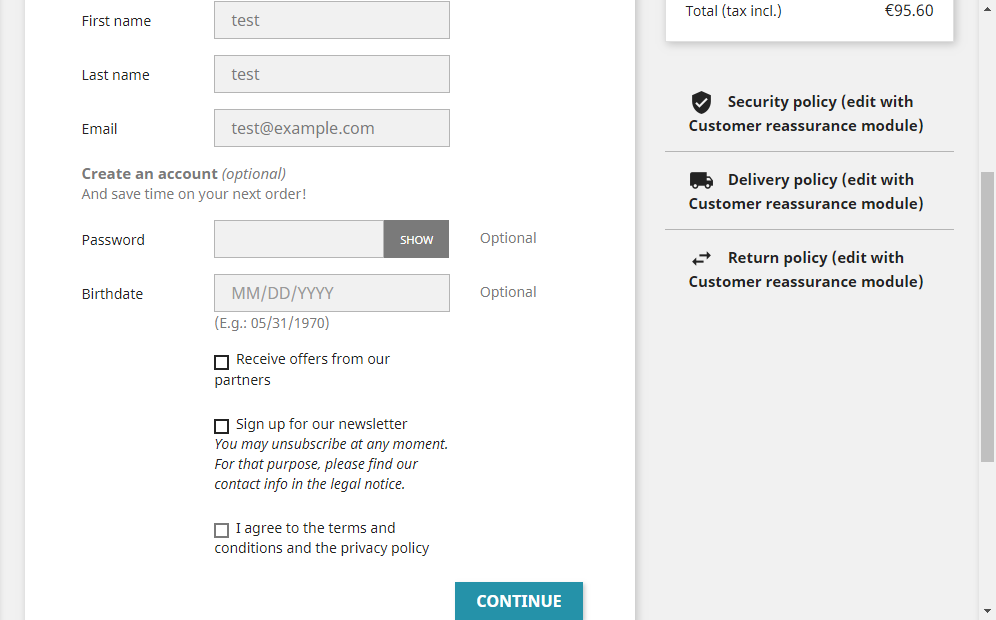 First name
test
Last name
test
Email
test@example.com
Create an account (optional)
And save time on your next order!
Password
SHOW
Optional
Birthdate
MM/DD/YYYY
Optional
(E.g.: 05/31/1970)
Receive offers from our
partners
Sign up for our newsletter
You may unsubscribe at any moment.
For that purpose, please find our
contact info in the legal notice.
I agree to the terms and
conditions and the privacy policy
CONTINUE
Total (tax incl.)
€95.60
Security policy (edit with
Customer reassurance module)
Delivery policy (edit with
Customer reassurance module)
Return policy (edit with
Customer reassurance module)